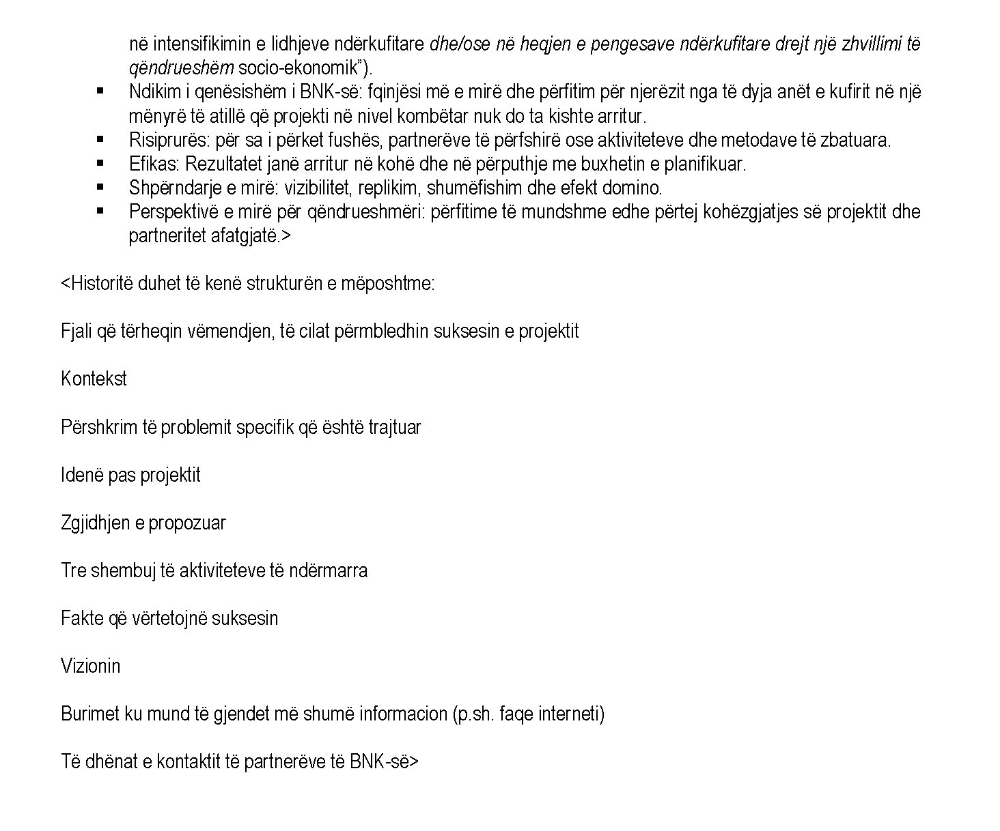 në intensifikimin e lidhjeve ndërkufitare dhe/ose në heqjen e pengesave ndërkufitare drejt një zhvillimi të
qëndrueshëm socio-ekonomik”).
▪ Ndikim i qenësishëm i BNK-së: fqinjësi më e mirë dhe përfitim për njerëzit nga të dyja anët e kufirit në një
mënyrë të atillë që projekti në nivel kombëtar nuk do ta kishte arritur.
▪ Risiprurës: për sa i përket fushës, partnerëve të përfshirë ose aktiviteteve dhe metodave të zbatuara.
▪ Efikas: Rezultatet janë arritur në kohë dhe në përputhje me buxhetin e planifikuar.
▪ Shpërndarje e mirë: vizibilitet, replikim, shumëfishim dhe efekt domino.
▪ Perspektivë e mirë për qëndrueshmëri: përfitime të mundshme edhe përtej kohëzgjatjes së projektit dhe
partneritet afatgjatë.>
<Historitë duhet të kenë strukturën e mëposhtme:
Fjali që tërheqin vëmendjen, të cilat përmbledhin suksesin e projektit
Kontekst
Përshkrim të problemit specifik që është trajtuar
Idenë pas projektit
Zgjidhjen e propozuar
Tre shembuj të aktiviteteve të ndërmarra
Fakte që vërtetojnë suksesin
Vizionin
Burimet ku mund të gjendet më shumë informacion (p.sh. faqe interneti)
Të dhënat e kontaktit të partnerëve të BNK-së>